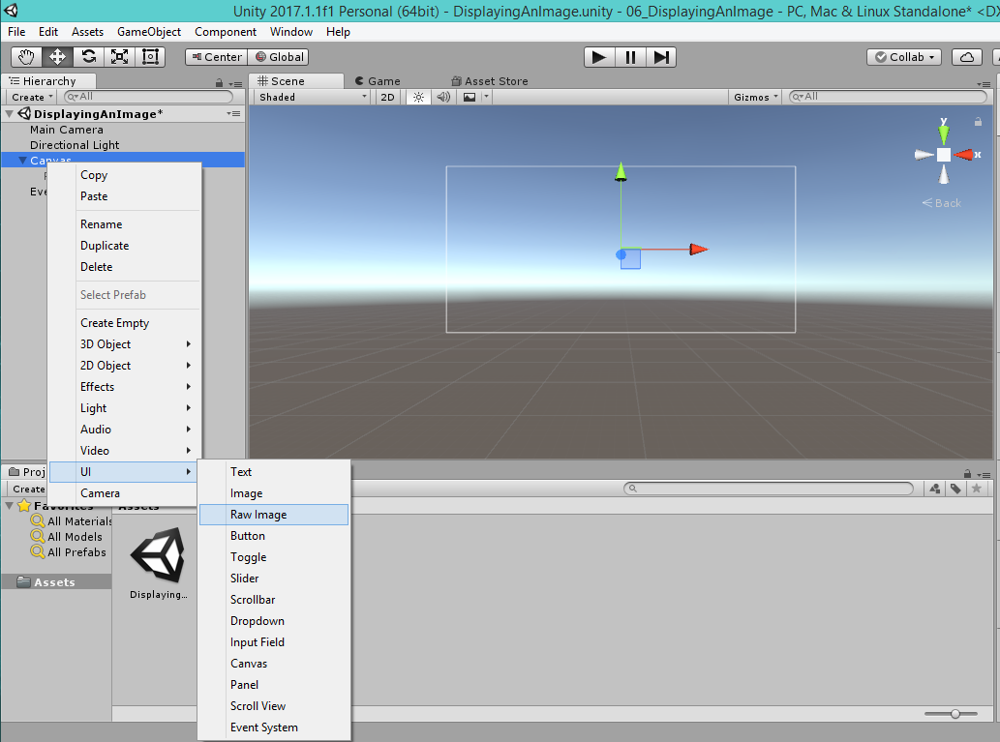 Unity 2017.1.1f1 Personal (64bit) - DisplayingAnImage.unity - 06_DisplayingAnImage - PC, Mac & Linux Standalone* <DX
File Edit Assets GameObject Component Window Help
Center Global Collab
Hierarchy
Create All
DisplayingAnImage*
Main Camera
Directional Light
Canvas
Eve
Scene Game Asset Store
Shaded 2D Gizmos All
y
x
Back
Copy
Paste
Rename
Duplicate
Delete
Select Prefab
Create Empty
3D Object
2D Object
Effects
Light
Audio
Video
UI
Camera
Text
Image
Raw Image
Button
Toggle
Slider
Scrollbar
Dropdown
Input Field
Canvas
Panel
Scroll View
Event System
Proj
Create
Favorites
All Materials
All Models
All Prefabs
Assets
Assets
Displaying...